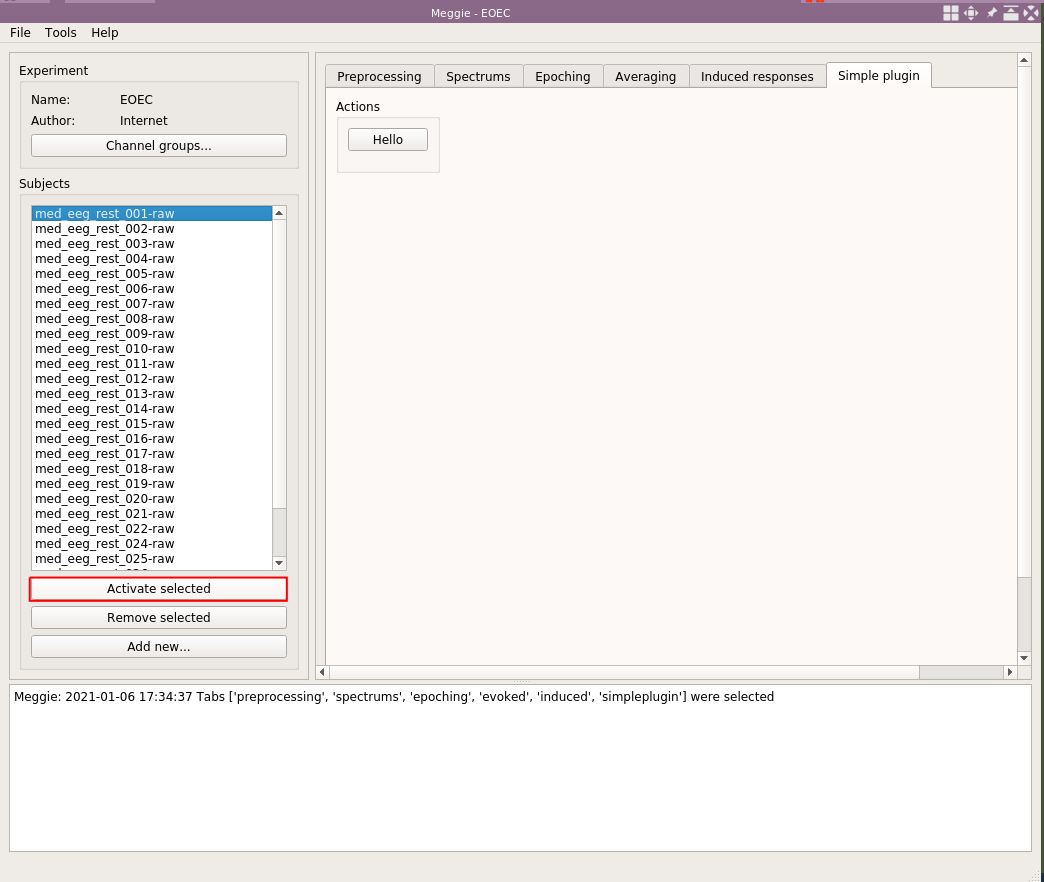 Meggie - EOEC
File Tools Help
Experiment
Name: EOEC
Author: Internet
Channel groups...
Subjects
med_eeg_rest_001-raw
med_eeg_rest_002-raw
med_eeg_rest_003-raw
med_eeg_rest_004-raw
med_eeg_rest_005-raw
med_eeg_rest_006-raw
med_eeg_rest_007-raw
med_eeg_rest_008-raw
med_eeg_rest_009-raw
med_eeg_rest_010-raw
med_eeg_rest_011-raw
med_eeg_rest_012-raw
med_eeg_rest_013-raw
med_eeg_rest_014-raw
med_eeg_rest_015-raw
med_eeg_rest_016-raw
med_eeg_rest_017-raw
med_eeg_rest_018-raw
med_eeg_rest_019-raw
med_eeg_rest_020-raw
med_eeg_rest_021-raw
med_eeg_rest_022-raw
med_eeg_rest_024-raw
med_eeg_rest_025-raw
Activate selected
Remove selected
Add new...
Preprocessing Spectrums Epoching Averaging Induced responses Simple plugin
Actions
Hello
Meggie: 2021-01-06 17:34:37 Tabs ['preprocessing', 'spectrums', 'epoching', 'evoked', 'induced', 'simpleplugin'] were selected